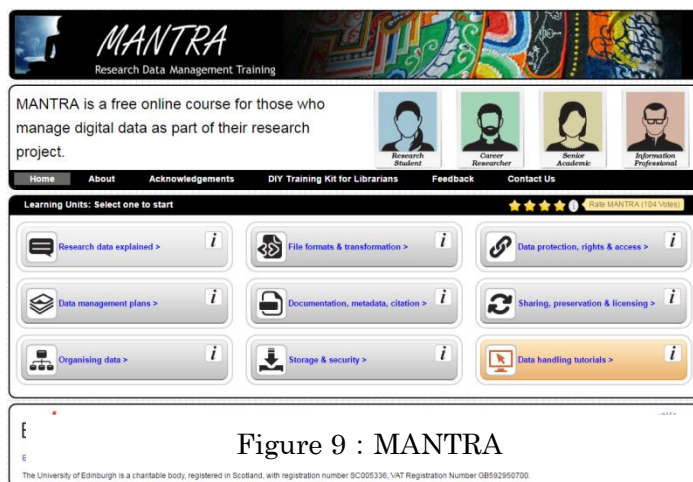 MANTRA
Research Data Management Training
MANTRA is a free online course for those who
manage digital data as part of their research
project.
Research
Student
Career
Researcher
Senior
Academic
Information
Professional
Home About Acknowledgements DIY Training Kit for Librarians Feedback Contact Us
Learning Units: Select one to start
Rate MANTRA (104 Votes)
Research data explained > i
File formats & transformation > i
Data protection, rights & access > i
Data management plans > i
Documentation, metadata, citation > i
Sharing, preservation & licensing > i
Organising data > i
Storage & security > i
Data handling tutorials > i
Figure 9 : MANTRA
The University of Edinburgh is a charitable body, registered in Scotland, with registration number SC005336, VAT Registration Number GB592950700.